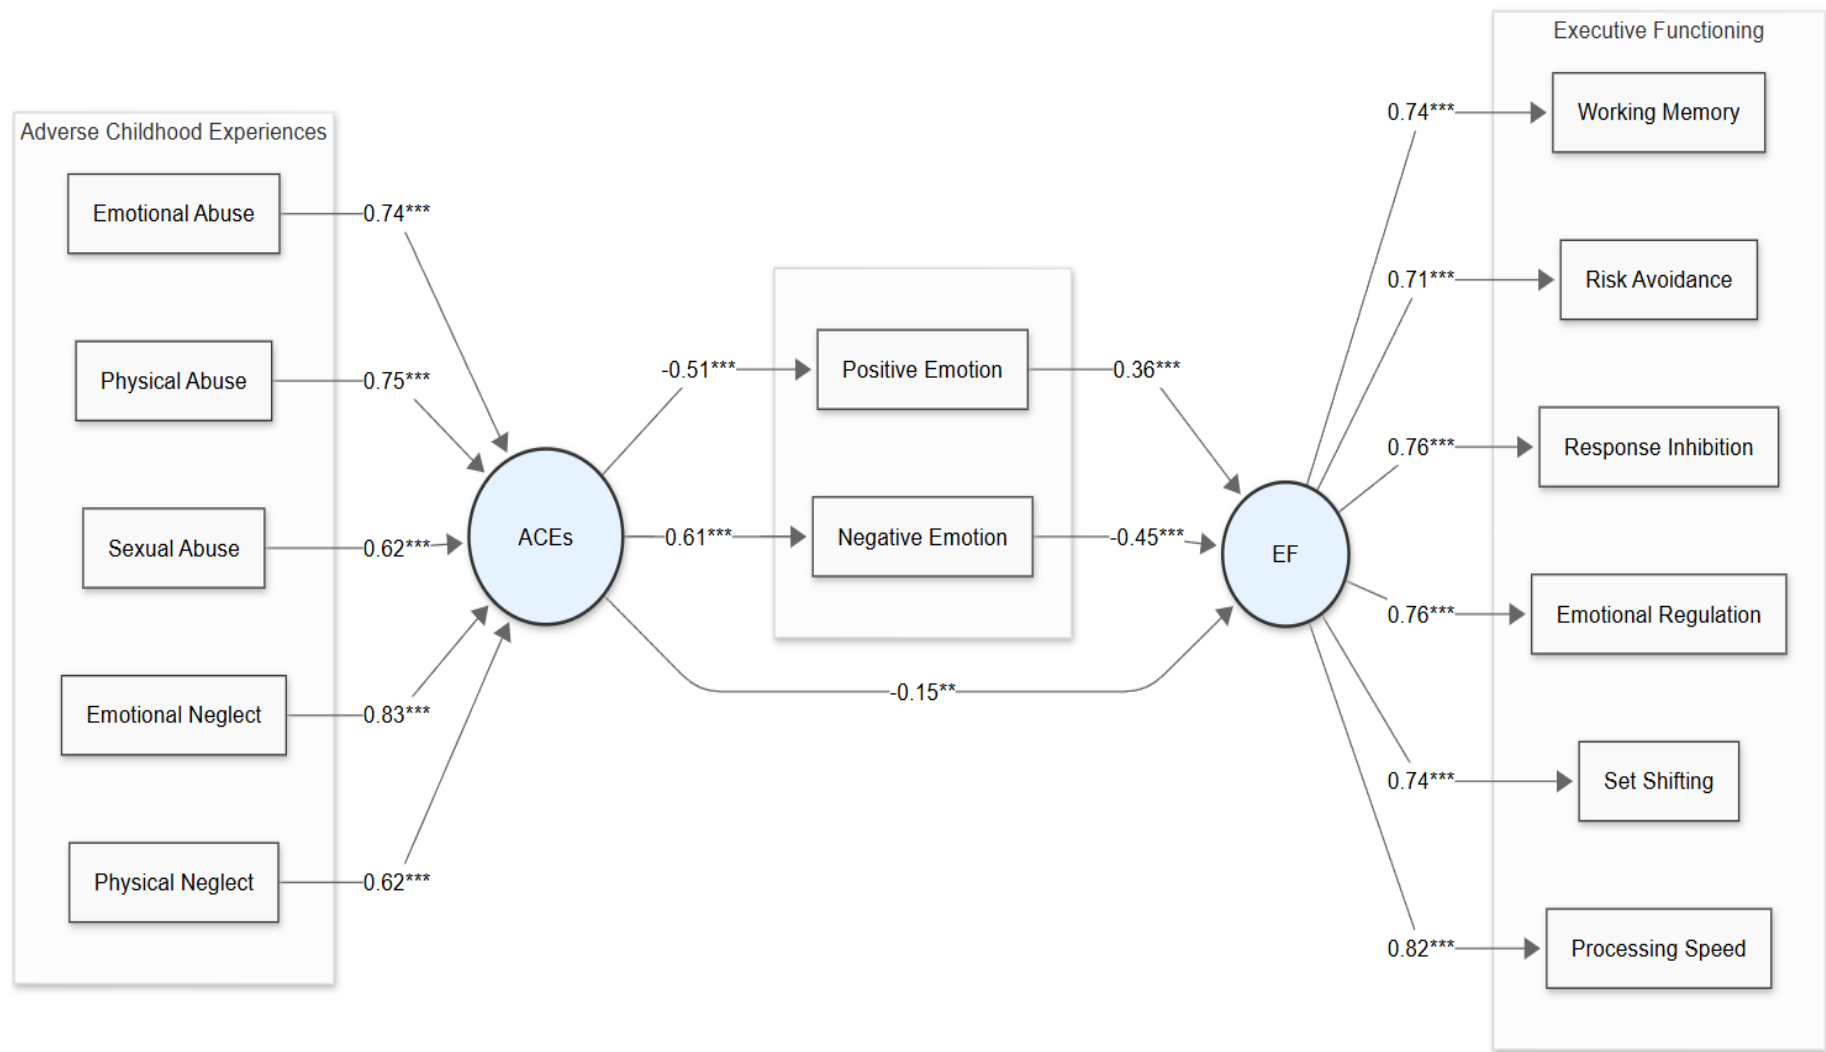 Adverse Childhood Experiences
Emotional Abuse
Physical Abuse
Sexual Abuse
Emotional Neglect
Physical Neglect
0.74***
0.75***
0.62***
0.83***
0.62***
ACEs
-0.51***
0.61***
-0.15**
Positive Emotion
Negative Emotion
0.36***
-0.45***
EF
0.74***
0.71***
0.76***
0.76***
0.74***
0.82***
Executive Functioning
Working Memory
Risk Avoidance
Response Inhibition
Emotional Regulation
Set Shifting
Processing Speed